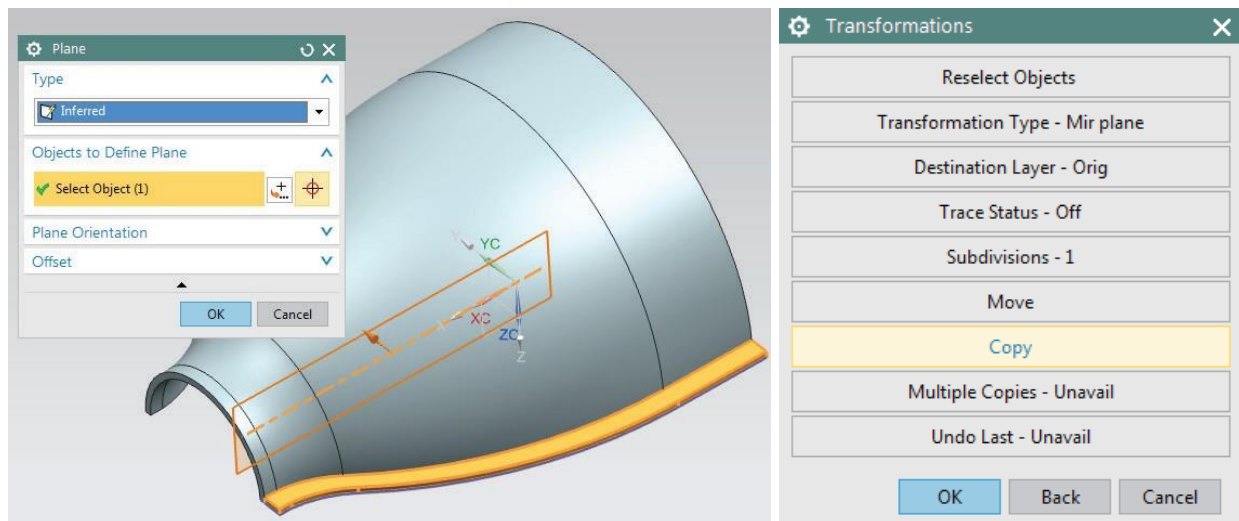 Plane
Type
Inferred
Objects to Define Plane
Select Object (1)
Plane Orientation
Offset
OK
Cancel
YC
XC
ZC
Z
Transformations
Reselect Objects
Transformation Type - Mir plane
Destination Layer - Orig
Trace Status - Off
Subdivisions - 1
Move
Copy
Multiple Copies - Unavail
Undo Last - Unavail
OK
Back
Cancel